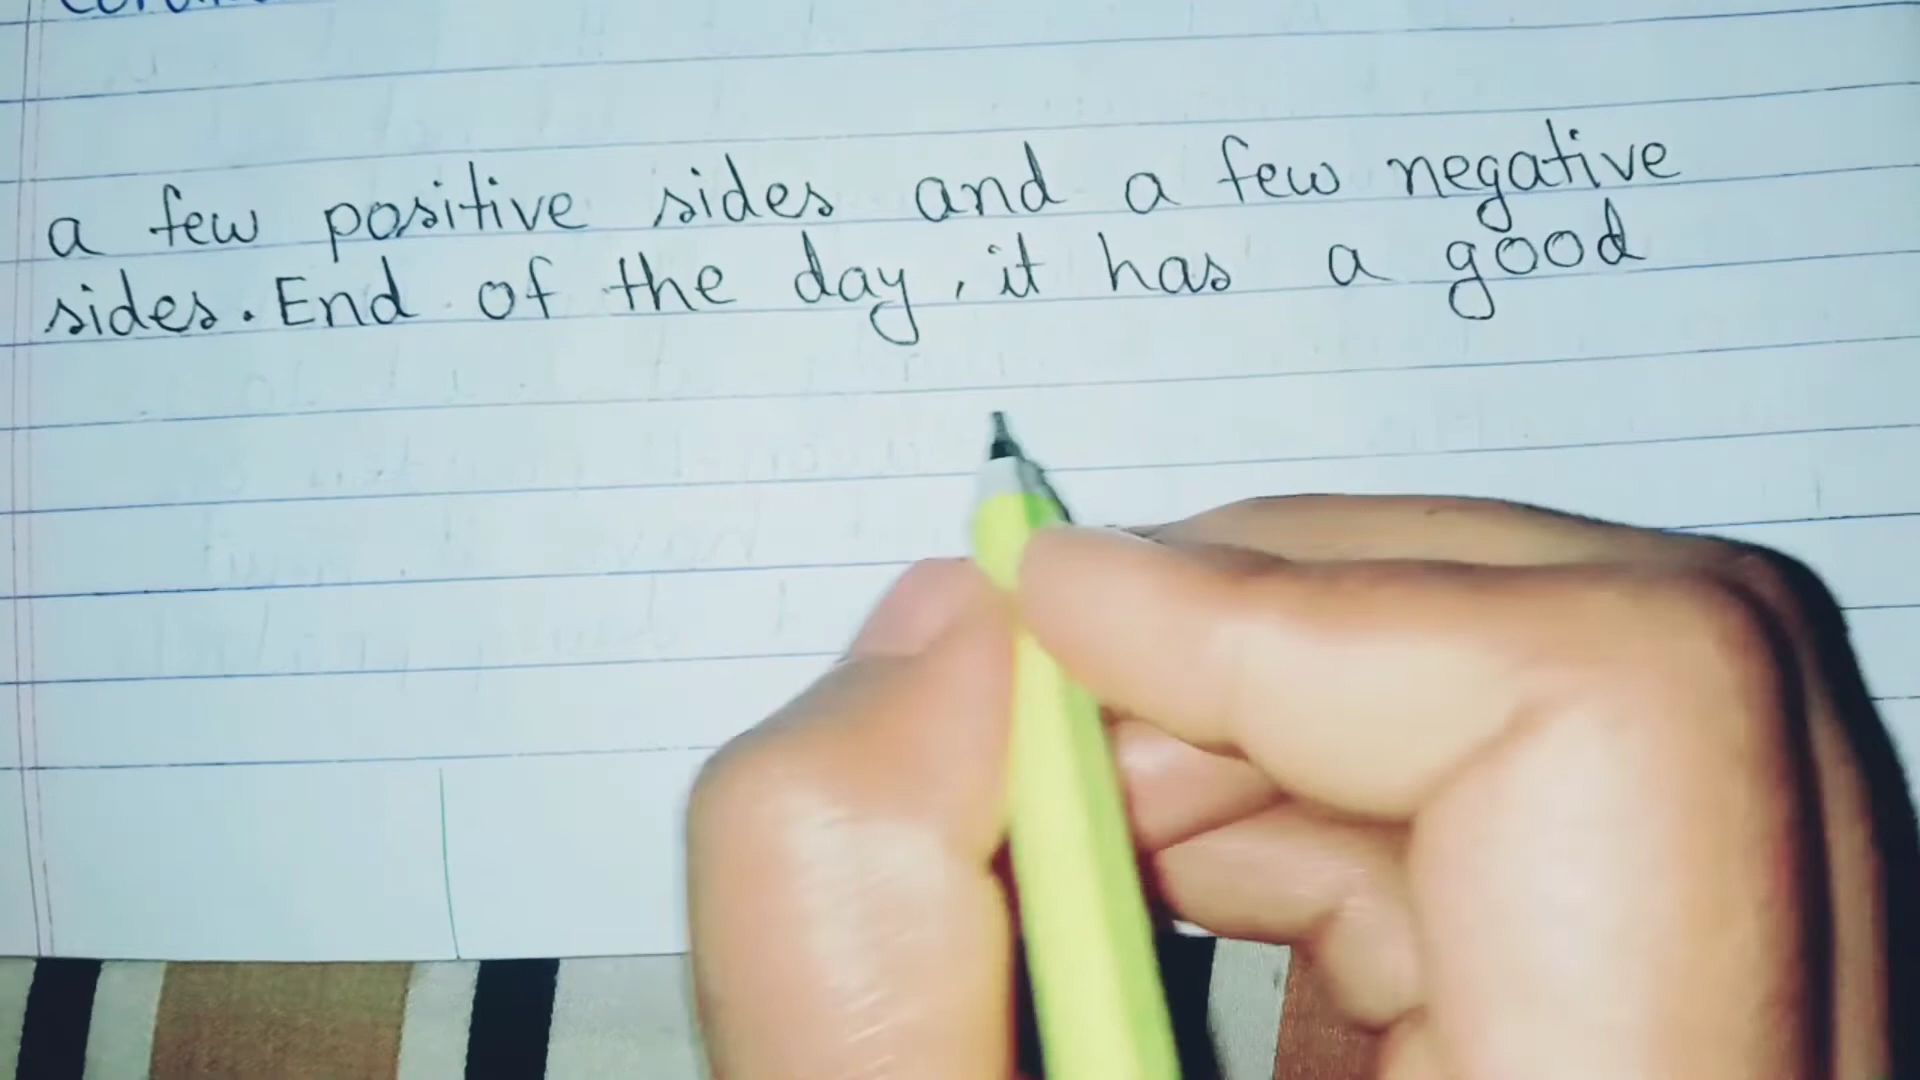 a few positive sides and a few negative
sides. End of the day, it has a good